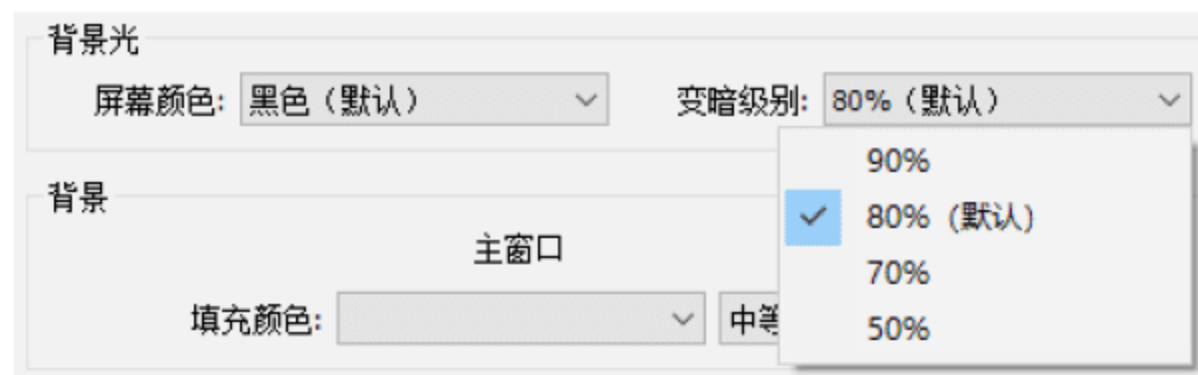 背景光
屏幕颜色: 黑色（默认） 变暗级别: 80%（默认）
90%
背景
80% (默认)
主窗口
70%
填充颜色: 中等
50%